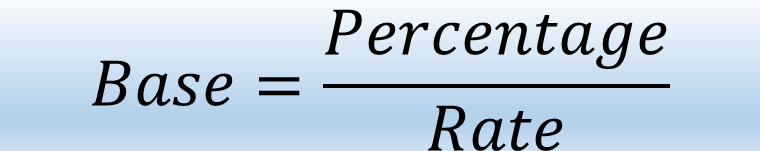 Base = Percentage / Rate